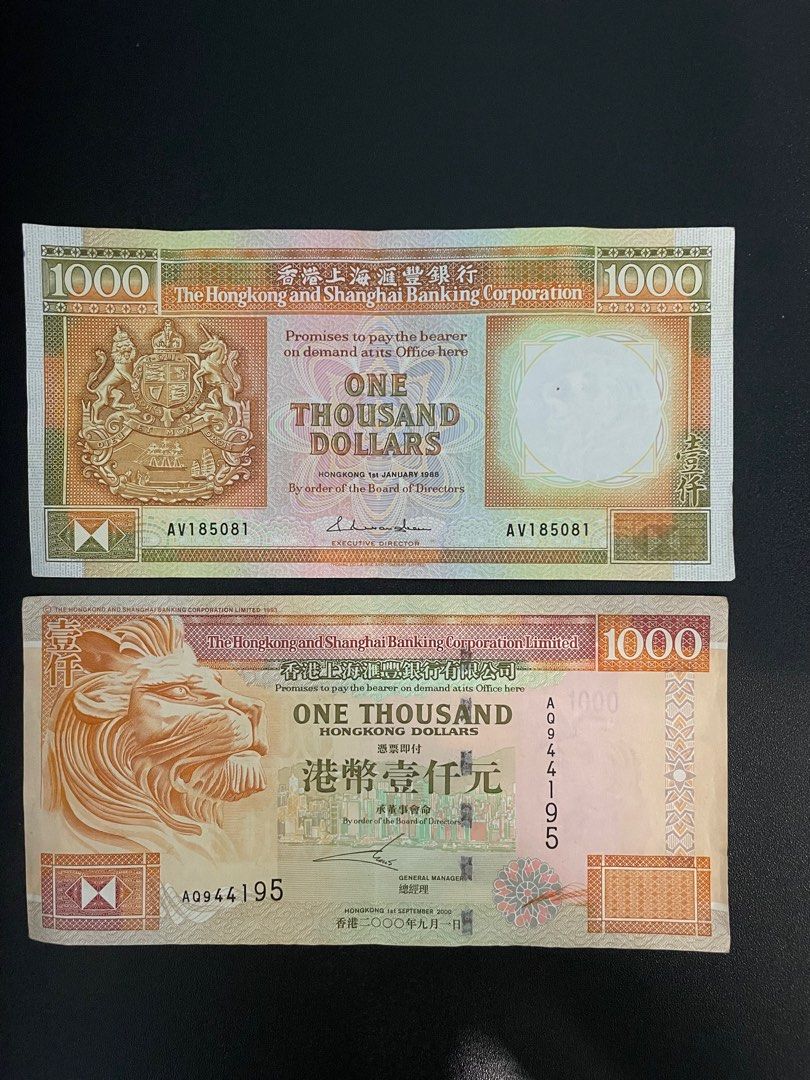 1000
香港上海滙豐銀行
1000
The Hongkong and Shanghai Banking Corporation
Promises to pay the bearer
on demand at its Office here
ONE
THOUSAND
DOLLARS
HONGKONG 1st JANUARY 1988
By order of the Board of Directors
壹仟
AV185081
AV185081
EXECUTIVE DIRECTOR
© THE HONGKONG AND SHANGHAI BANKING CORPORATION LIMITED 1993
壹仟
The Hongkong and Shanghai Banking Corporation Limited
1000
香港上海滙豐銀行有限公司
Promises to pay the bearer on demand at its Office here
ONE THOUSAND
HONGKONG DOLLARS
憑票即付
港幣壹仟元
承董事會命
By order of the Board of Directors
1000
AQ944195
GENERAL MANAGER
總經理
AQ944195
HONGKONG 1st SEPTEMBER 2000
香港二〇〇〇年九月一日